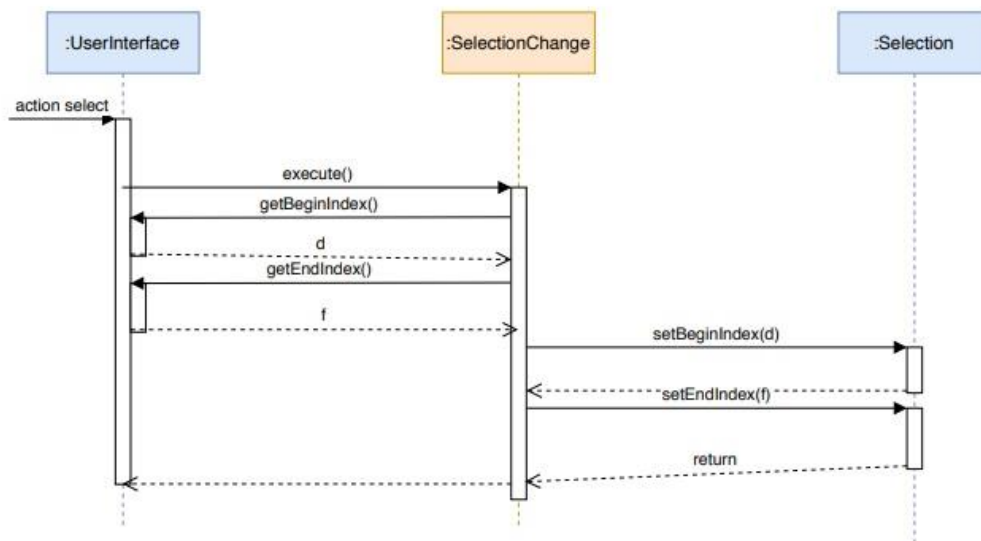 :UserInterface
:SelectionChange
:Selection
action select
execute()
getBeginIndex()
d
getEndIndex()
f
setBeginIndex(d)
setEndIndex(f)
return